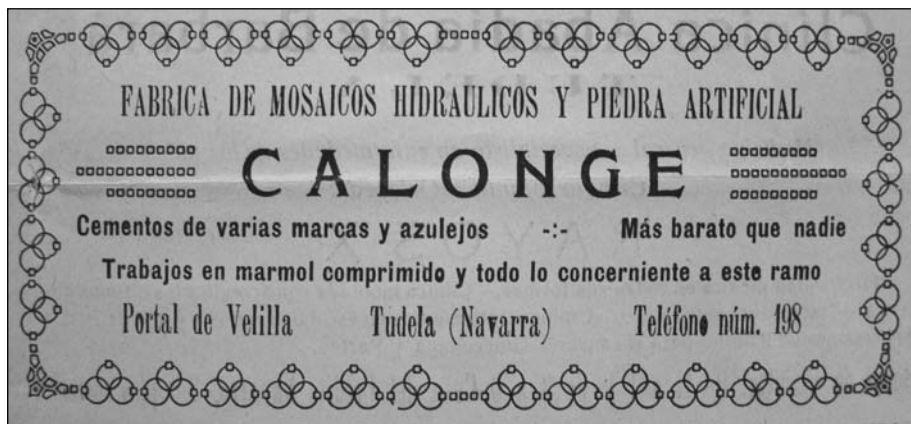 FABRICA DE MOSAICOS HIDRAULICOS Y PIEDRA ARTIFICIAL
CALONGE
Cementos de varias marcas y azulejos -:- Más barato que nadie
Trabajos en marmol comprimido y todo lo concerniente a este ramo
Portal de Velilla Tudela (Navarra) Teléfono núm. 198